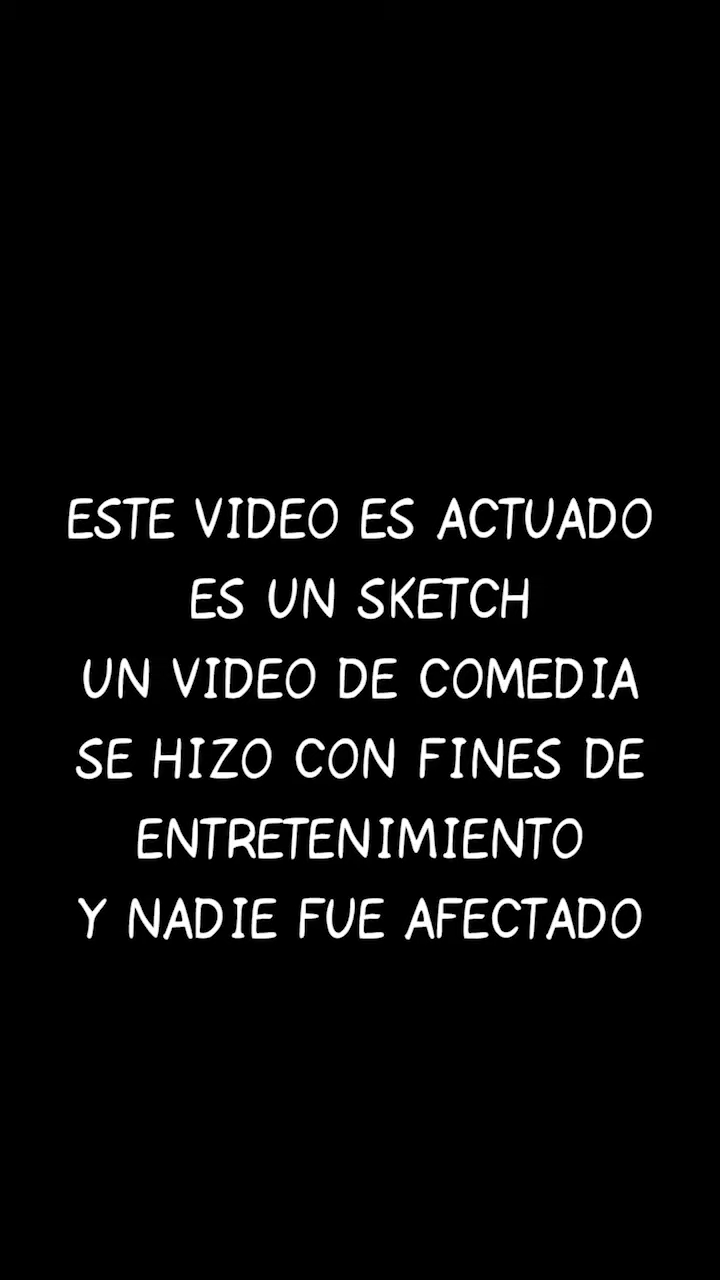 ESTE VIDEO ES ACTUADO
ES UN SKETCH
UN VIDEO DE COMEDIA
SE HIZO CON FINES DE
ENTRETENIMIENTO
Y NADIE FUE AFECTADO